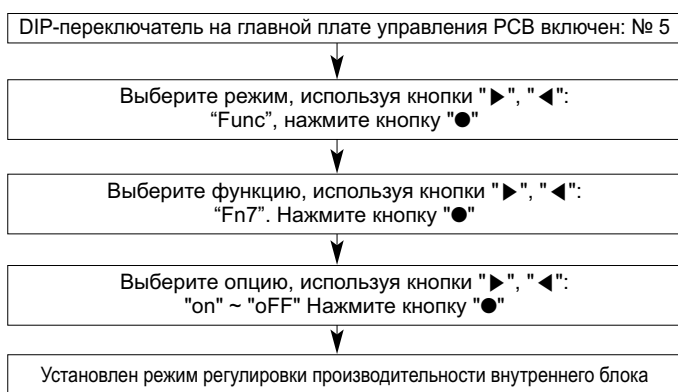 DIP-переключатель на главной плате управления PCB включен: № 5
Выберите режим, используя кнопки "▶", "◀":
“Func”, нажмите кнопку "●"
Выберите функцию, используя кнопки "▶", "◀":
“Fn7”. Нажмите кнопку "●"
Выберите опцию, используя кнопки "▶", "◀":
"on" ~ "oFF" Нажмите кнопку "●"
Установлен режим регулировки производительности внутреннего блока